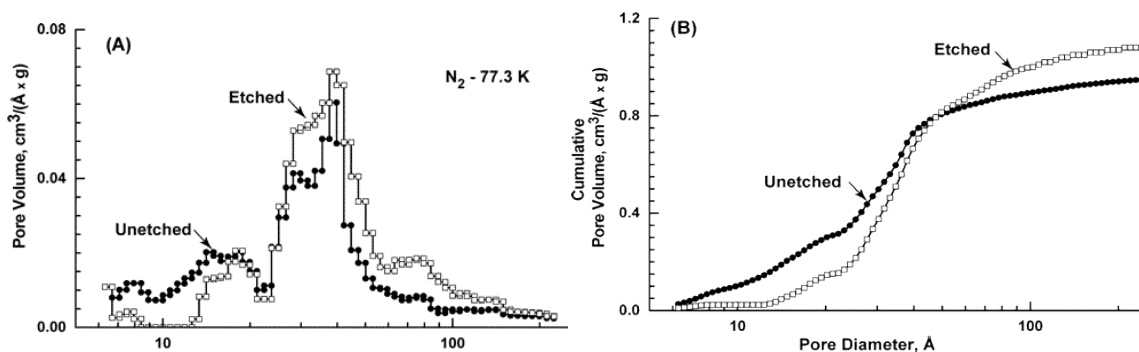 (A)
N2 - 77.3 K
Etched
Unetched
Pore Volume, cm³/(Å x g)
0.08
0.04
0.00
10
100
(B)
Etched
Unetched
Cumulative
Pore Volume, cm³/(Å x g)
1.2
0.8
0.4
0.0
10
100
Pore Diameter, Å